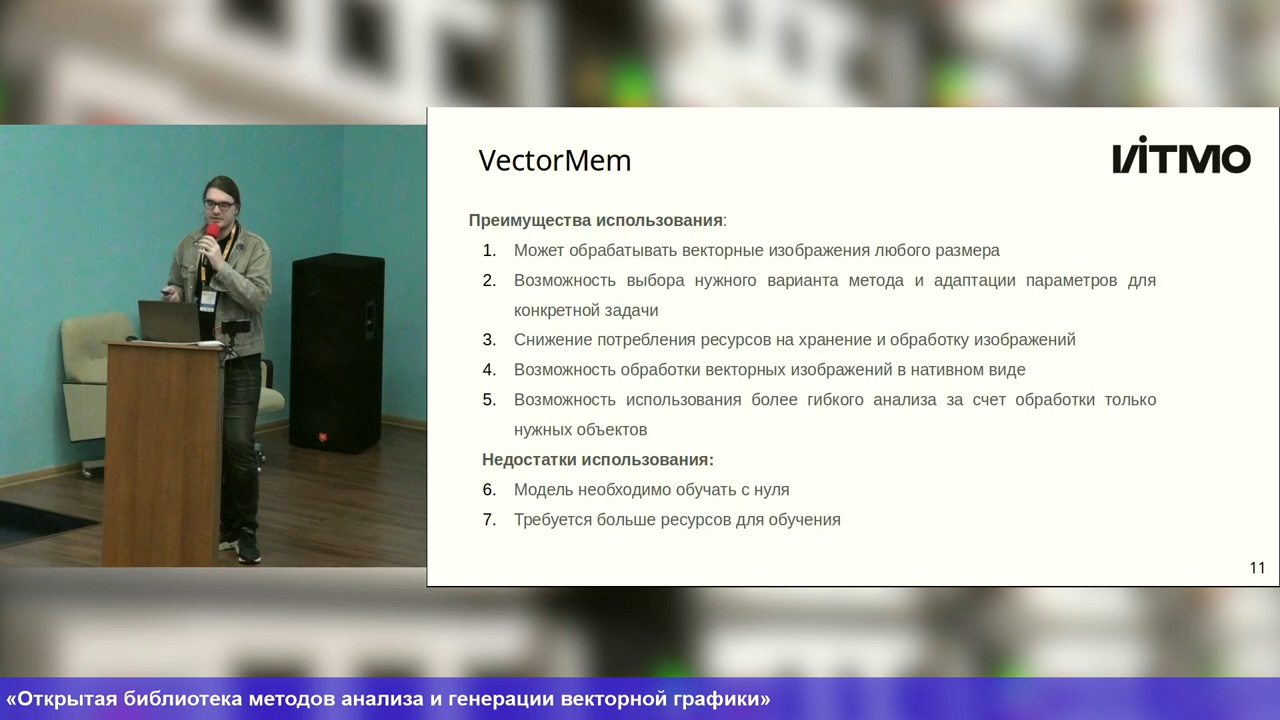 VectorMem
ИТМО
Преимущества использования:
1. Может обрабатывать векторные изображения любого размера
2. Возможность выбора нужного варианта метода и адаптации параметров для
конкретной задачи
3. Снижение потребления ресурсов на хранение и обработку изображений
4. Возможность обработки векторных изображений в нативном виде
5. Возможность использования более гибкого анализа за счет обработки только
нужных объектов
Недостатки использования:
6. Модель необходимо обучать с нуля
7. Требуется больше ресурсов для обучения
11
«Открытая библиотека методов анализа и генерации векторной графики»